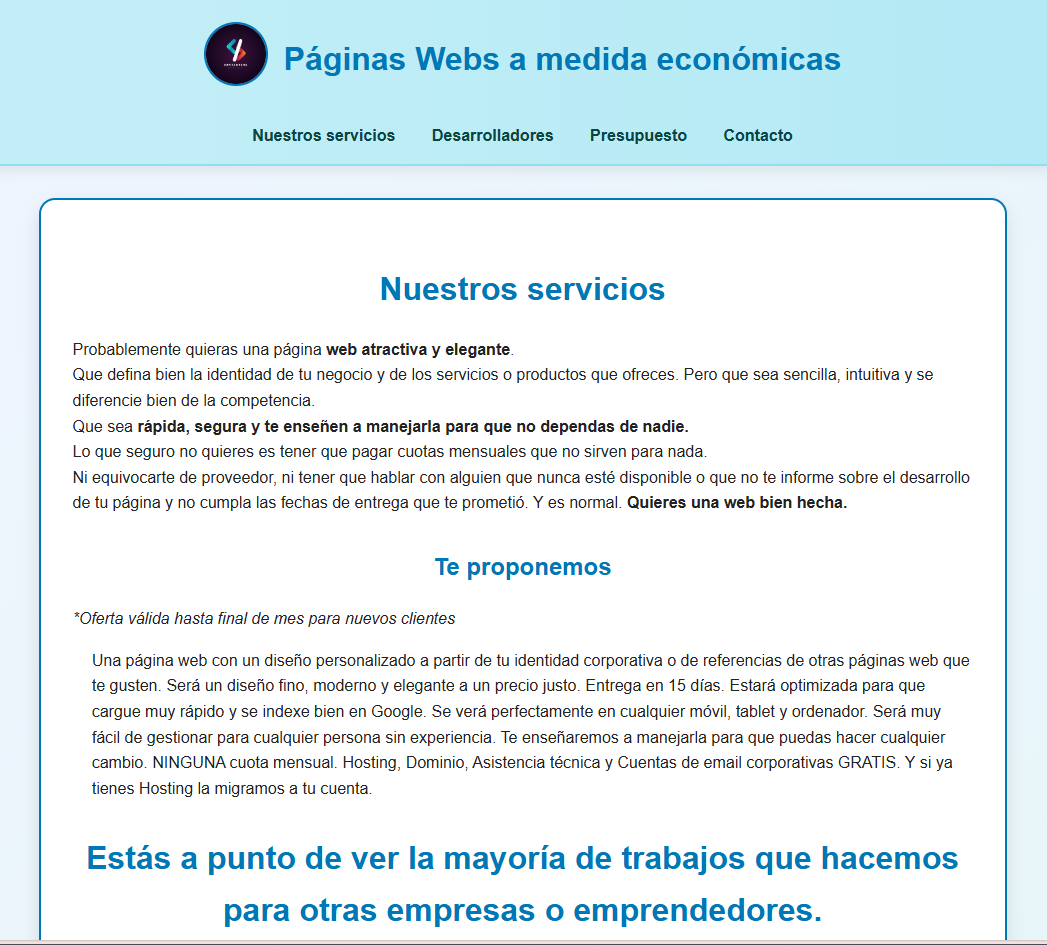 Páginas Webs a medida económicas
Nuestros servicios Desarrolladores Presupuesto Contacto
Nuestros servicios
Probablemente quieras una página web atractiva y elegante.
Que defina bien la identidad de tu negocio y de los servicios o productos que ofreces. Pero que sea sencilla, intuitiva y se
diferencie bien de la competencia.
Que sea rápida, segura y te enseñen a manejarla para que no dependas de nadie.
Lo que seguro no quieres es tener que pagar cuotas mensuales que no sirven para nada.
Ni equivocarte de proveedor, ni tener que hablar con alguien que nunca esté disponible o que no te informe sobre el desarrollo
de tu página y no cumpla las fechas de entrega que te prometió. Y es normal. Quieres una web bien hecha.
Te proponemos
*Oferta válida hasta final de mes para nuevos clientes
Una página web con un diseño personalizado a partir de tu identidad corporativa o de referencias de otras páginas web que
te gusten. Será un diseño fino, moderno y elegante a un precio justo. Entrega en 15 días. Estará optimizada para que
cargue muy rápido y se indexe bien en Google. Se verá perfectamente en cualquier móvil, tablet y ordenador. Será muy
fácil de gestionar para cualquier persona sin experiencia. Te enseñaremos a manejarla para que puedas hacer cualquier
cambio. NINGUNA cuota mensual. Hosting, Dominio, Asistencia técnica y Cuentas de email corporativas GRATIS. Y si ya
tienes Hosting la migramos a tu cuenta.
Estás a punto de ver la mayoría de trabajos que hacemos
para otras empresas o emprendedores.